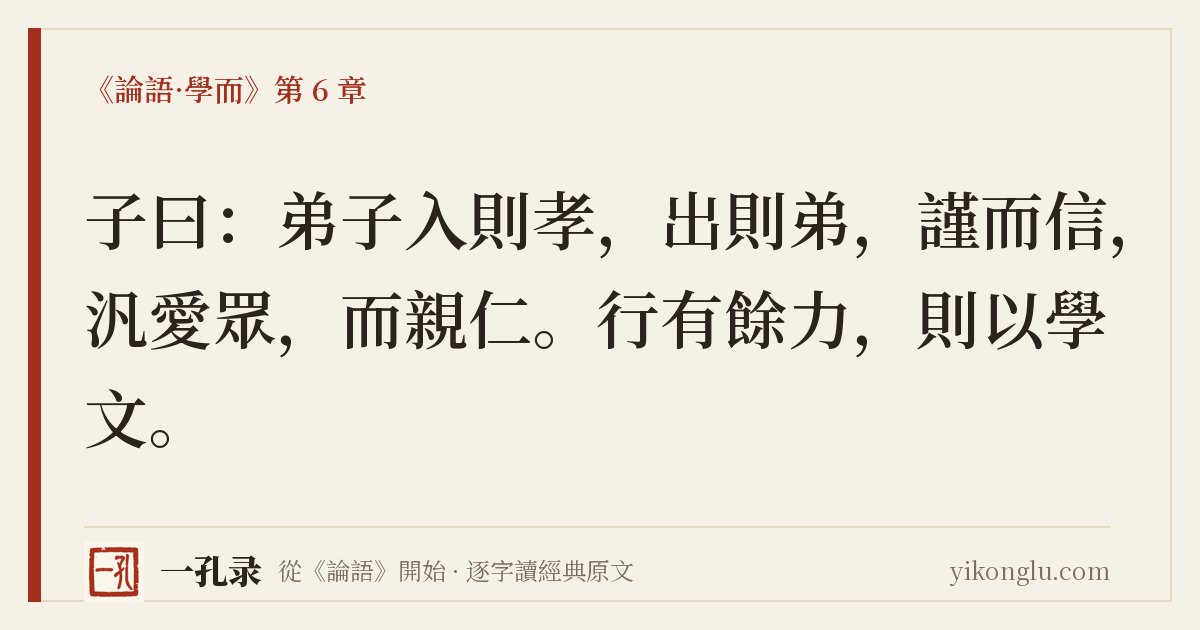 《論語·學而》第 6 章
子曰：弟子入則孝，出則弟，謹而信，
汎愛眾，而親仁。行有餘力，則以學
文。
一孔
一孔录
從《論語》開始 · 逐字讀經典原文
yikonglu.com